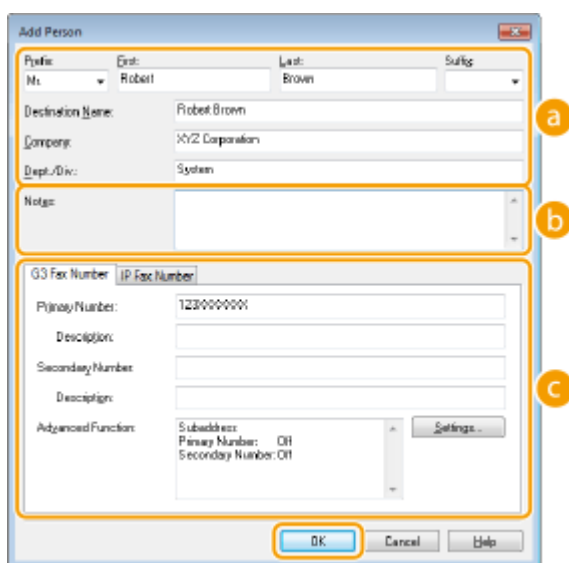 Add Person
Prefix: First: Last: Suffix:
Mr. Robert Brown
Destination Name: Robert Brown
a
Company: XYZ Corporation
Dept./Div.: System
Notes:
b
G3 Fax Number IP Fax Number
Primary Number: 123XXXXXXX
Description:
Secondary Number:
c
Description:
Advanced Function: Subaddress: Settings...
Primary Number: Off
Secondary Number: Off
OK Cancel Help